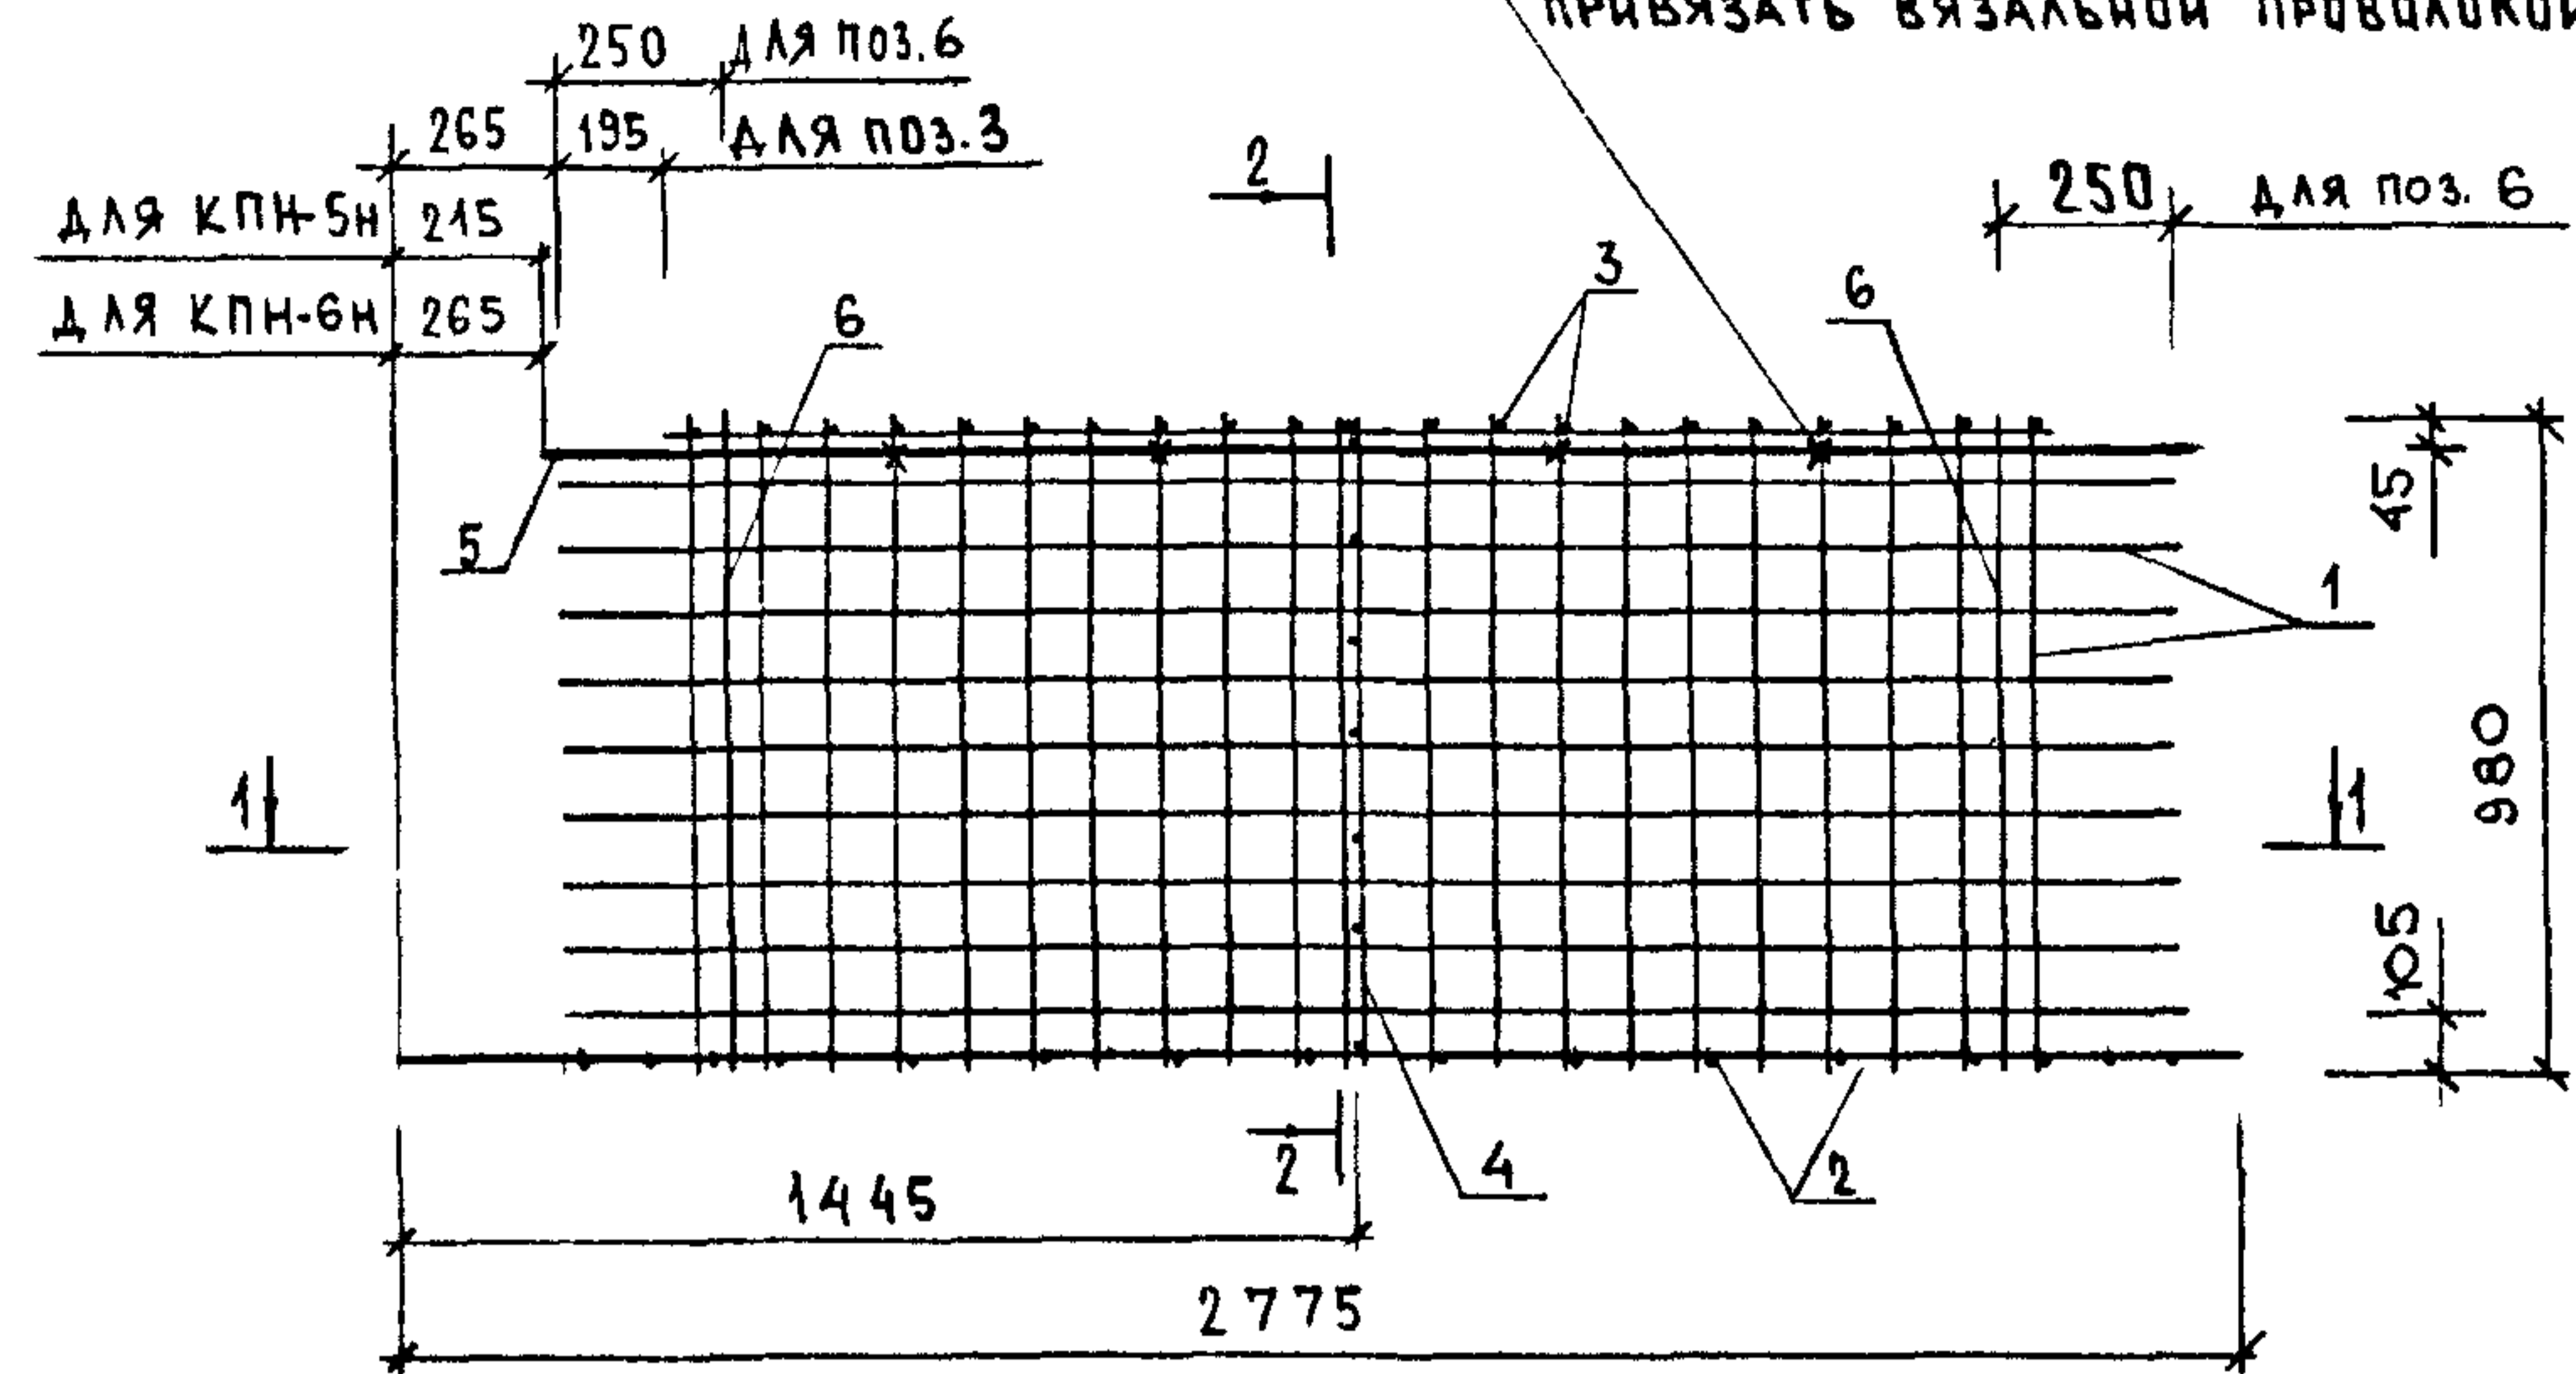 ПРИВЯЗАТЬ ВЯЗАЛЬНОЙ ПРОВОЛОКОЙ
250 ДЛЯ ПОЗ. 6
265 195 ДЛЯ ПОЗ. 3
2
250 ДЛЯ ПОЗ. 6
ДЛЯ КПН-5Н 215
ДЛЯ КПН-6Н 265
6
3
6
45
5
1
980
1
1
105
2
4
2
1445
2775